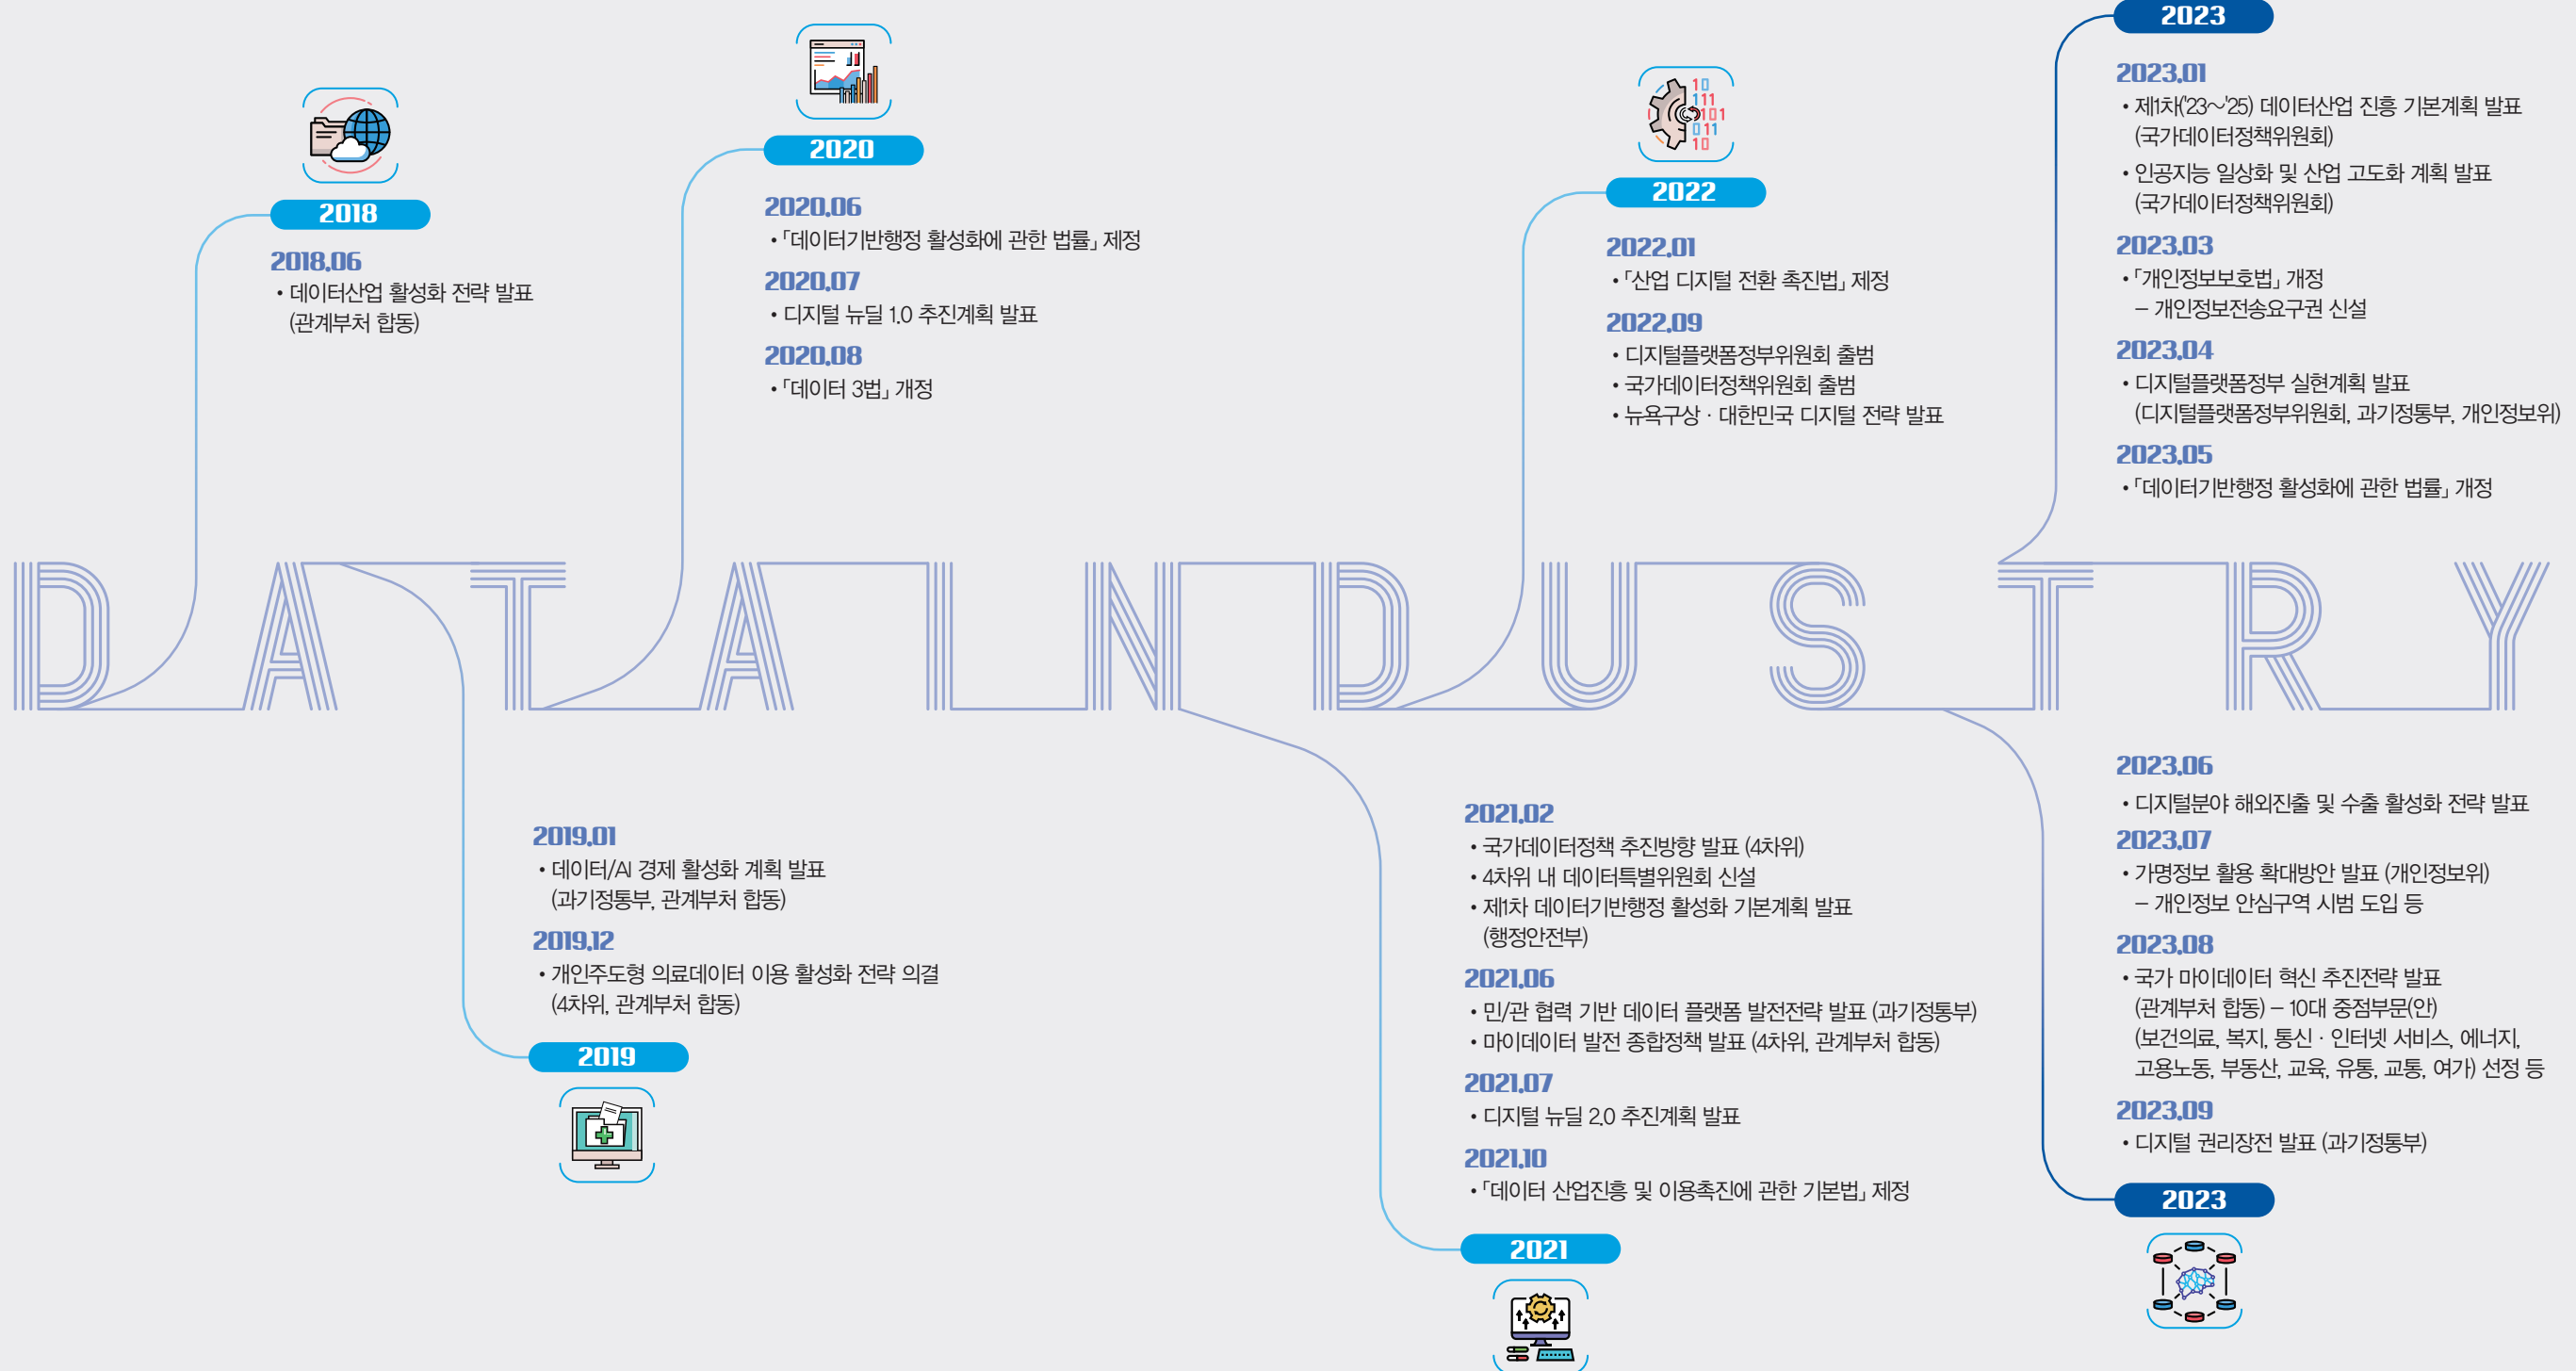 2018
2018.06
• 데이터산업 활성화 전략 발표
(관계부처 합동)
2020
2020.06
• 「데이터기반행정 활성화에 관한 법률」 제정
2020.07
• 디지털 뉴딜 1.0 추진계획 발표
2020.08
• 「데이터 3법」 개정
2022
2022.01
• 「산업 디지털 전환 촉진법」 제정
2022.09
• 디지털플랫폼정부위원회 출범
• 국가데이터정책위원회 출범
• 뉴욕구상 · 대한민국 디지털 전략 발표
2023
2023.01
• 제1차('23~'25) 데이터산업 진흥 기본계획 발표
(국가데이터정책위원회)
• 인공지능 일상화 및 산업 고도화 계획 발표
(국가데이터정책위원회)
2023.03
• 「개인정보보호법」 개정
– 개인정보전송요구권 신설
2023.04
• 디지털플랫폼정부 실현계획 발표
(디지털플랫폼정부위원회, 과기정통부, 개인정보위)
2023.05
• 「데이터기반행정 활성화에 관한 법률」 개정
DATA INDUSTRY
2019.01
• 데이터/AI 경제 활성화 계획 발표
(과기정통부, 관계부처 합동)
2019.12
• 개인주도형 의료데이터 이용 활성화 전략 의결
(4차위, 관계부처 합동)
2019
2021.02
• 국가데이터정책 추진방향 발표 (4차위)
• 4차위 내 데이터특별위원회 신설
• 제1차 데이터기반행정 활성화 기본계획 발표
(행정안전부)
2021.06
• 민/관 협력 기반 데이터 플랫폼 발전전략 발표 (과기정통부)
• 마이데이터 발전 종합정책 발표 (4차위, 관계부처 합동)
2021.07
• 디지털 뉴딜 2.0 추진계획 발표
2021.10
• 「데이터 산업진흥 및 이용촉진에 관한 기본법」 제정
2021
2023.06
• 디지털분야 해외진출 및 수출 활성화 전략 발표
2023.07
• 가명정보 활용 확대방안 발표 (개인정보위)
– 개인정보 안심구역 시범 도입 등
2023.08
• 국가 마이데이터 혁신 추진전략 발표
(관계부처 합동) – 10대 중점부문(안)
(보건의료, 복지, 통신 · 인터넷 서비스, 에너지,
고용노동, 부동산, 교육, 유통, 교통, 여가) 선정 등
2023.09
• 디지털 권리장전 발표 (과기정통부)
2023